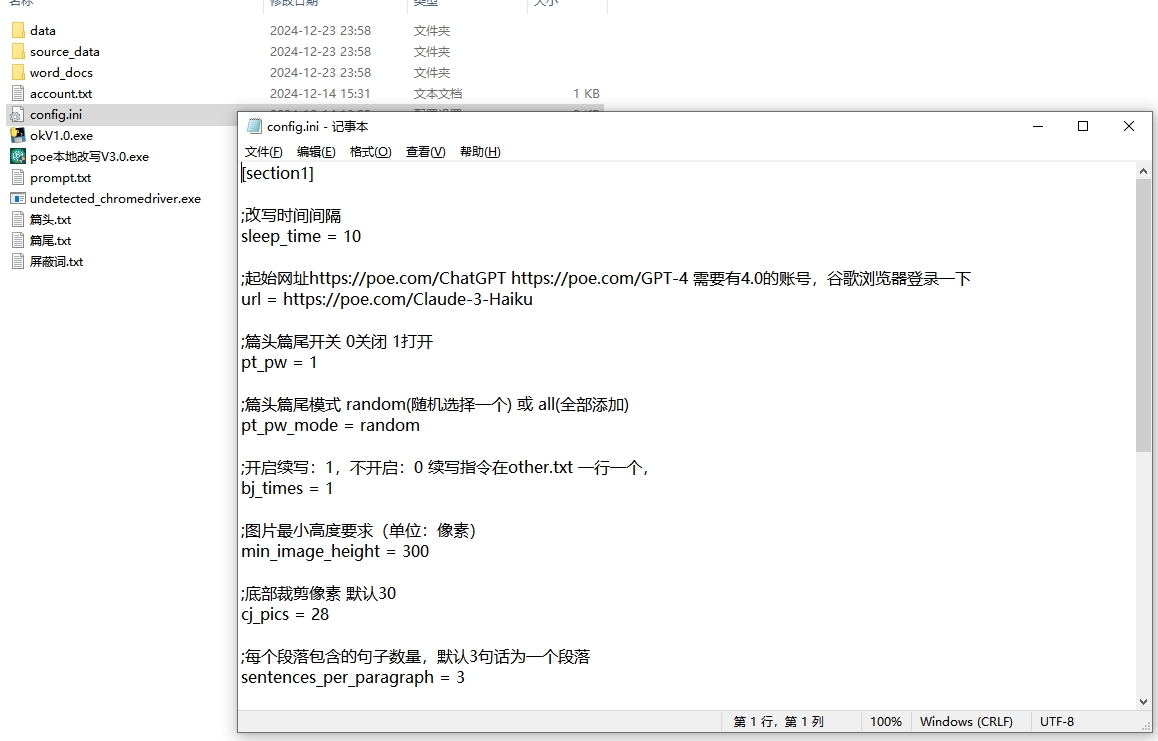 名称 修改日期 类型 大小
data 2024-12-23 23:58 文件夹
source_data 2024-12-23 23:58 文件夹
word_docs 2024-12-23 23:58 文件夹
account.txt 2024-12-14 15:31 文本文档 1 KB
config.ini
okV1.0.exe
poe本地改写V3.0.exe
prompt.txt
undetected_chromedriver.exe
篇头.txt
篇尾.txt
屏蔽词.txt
config.ini - 记事本
文件(F) 编辑(E) 格式(O) 查看(V) 帮助(H)
[section1]
;改写时间间隔
sleep_time = 10
;起始网址https://poe.com/ChatGPT https://poe.com/GPT-4 需要有4.0的账号，谷歌浏览器登录一下
url = https://poe.com/Claude-3-Haiku
;篇头篇尾开关 0关闭 1打开
pt_pw = 1
;篇头篇尾模式 random(随机选择一个) 或 all(全部添加)
pt_pw_mode = random
;开启续写：1，不开启：0 续写指令在other.txt 一行一个，
bj_times = 1
;图片最小高度要求（单位：像素）
min_image_height = 300
;底部裁剪像素 默认30
cj_pics = 28
;每个段落包含的句子数量，默认3句话为一个段落
sentences_per_paragraph = 3
第 1 行，第 1 列 100% Windows (CRLF) UTF-8